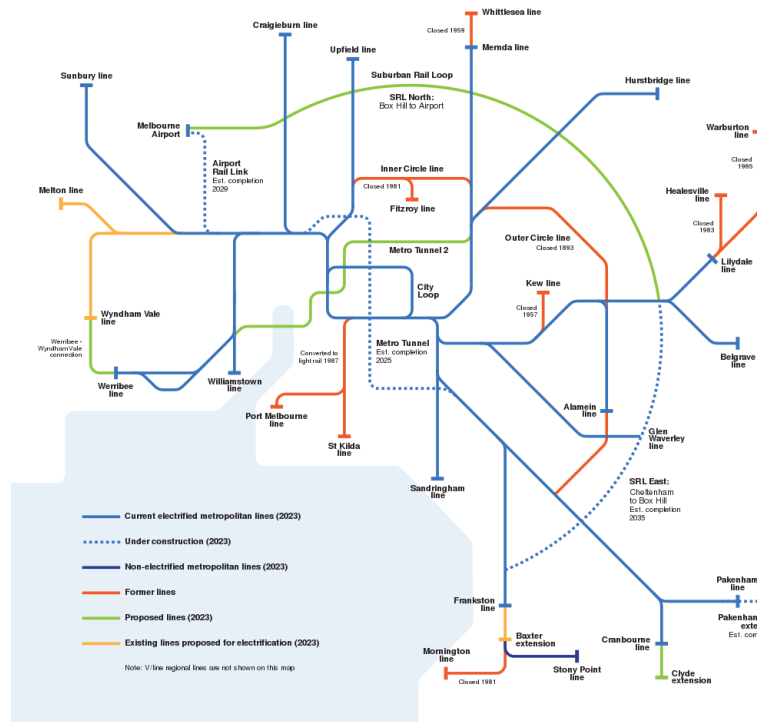 Whittlesea line
Closed 1959
Mernda line
Craigieburn line
Upfield line
Sunbury line
Suburban Rail Loop
SRL North:
Box Hill to Airport
Hurstbridge line
Melbourne
Airport
Airport
Rail Link
Est. completion
2029
Warburton
line
Closed
1965
Inner Circle line
Closed 1981
Fitzroy line
Melton line
Healesville
line
Closed
1983
Outer Circle line
Closed 1893
Metro Tunnel 2
Lilydale
line
City
Loop
Kew line
Closed
1957
Wyndham Vale
line
Werribee -
Wyndham Vale
connection
Werribee
line
Williamstown
line
Converted to
light rail 1987
Metro Tunnel
Est. completion
2025
Belgrave
line
Port Melbourne
line
St Kilda
line
Alamein
line
Glen
Waverley
line
Sandringham
line
SRL East:
Cheltenham
to Box Hill
Est. completion
2035
Current electrified metropolitan lines (2023)
Under construction (2023)
Non-electrified metropolitan lines (2023)
Former lines
Proposed lines (2023)
Existing lines proposed for electrification (2023)
Note: V/line regional lines are not shown on this map
Frankston
line
Baxter
extension
Mornington
line
Closed 1981
Stony Point
line
Cranbourne
line
Clyde
extension
Pakenham
line
Pakenham
exte
Est. com